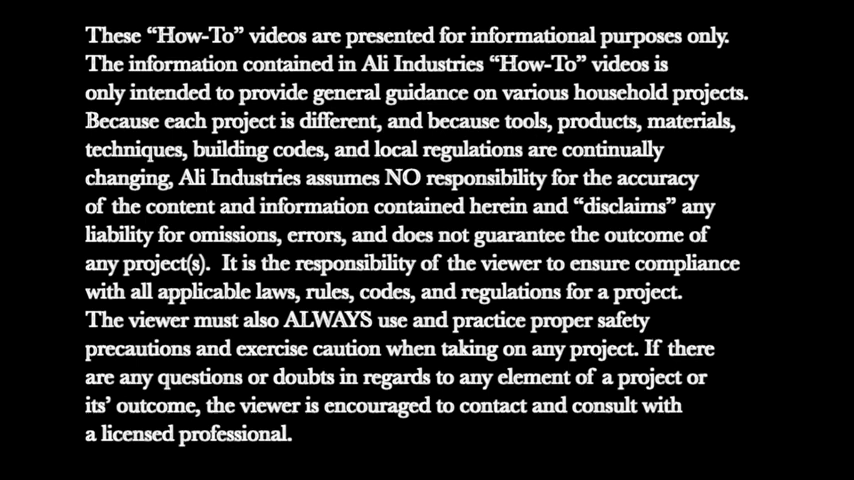 These “How-To” videos are presented for informational purposes only.
The information contained in Ali Industries “How-To” videos is
only intended to provide general guidance on various household projects.
Because each project is different, and because tools, products, materials,
techniques, building codes, and local regulations are continually
changing, Ali Industries assumes NO responsibility for the accuracy
of the content and information contained herein and “disclaims” any
liability for omissions, errors, and does not guarantee the outcome of
any project(s).  It is the responsibility of the viewer to ensure compliance
with all applicable laws, rules, codes, and regulations for a project.
The viewer must also ALWAYS use and practice proper safety
precautions and exercise caution when taking on any project. If there
are any questions or doubts in regards to any element of a project or
its’ outcome, the viewer is encouraged to contact and consult with
a licensed professional.